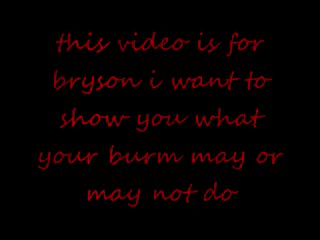 this video is for
bryson i want to
show you what
your burm may or
may not do